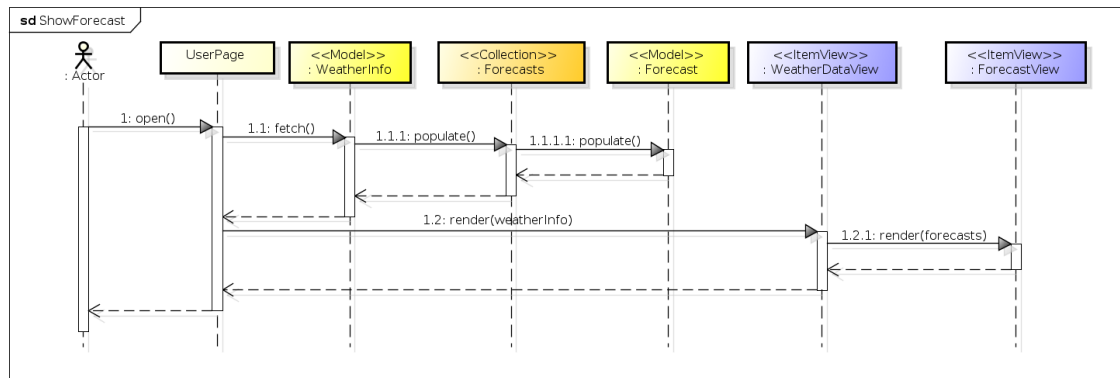 sd ShowForecast
: Actor
UserPage
<<Model>>
: WeatherInfo
<<Collection>>
: Forecasts
<<Model>>
: Forecast
<<ItemView>>
: WeatherDataView
<<ItemView>>
: ForecastView
1: open()
1.1: fetch()
1.1.1: populate()
1.1.1.1: populate()
1.2: render(weatherInfo)
1.2.1: render(forecasts)